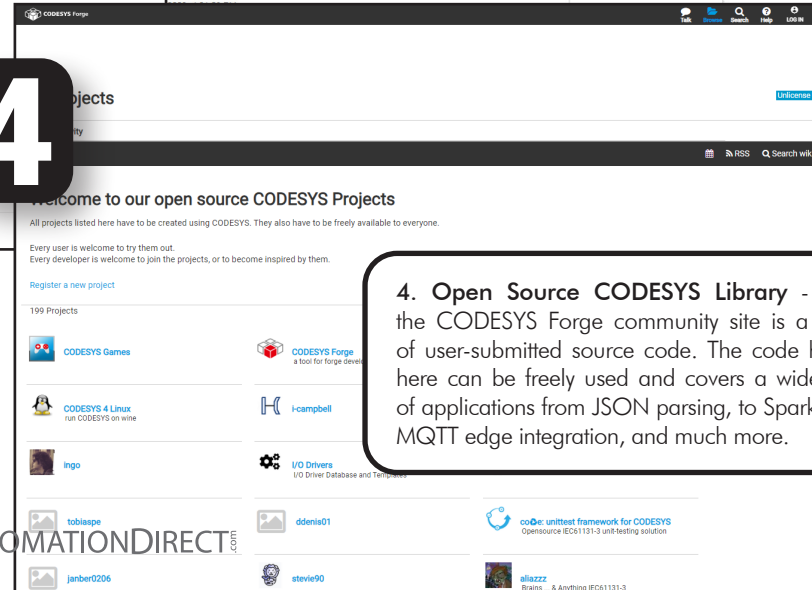 CODESYS Forge
Talk Browse Search Help LOG IN
jects
Unlicense
ity
4
RSS Search wik
Welcome to our open source CODESYS Projects
All projects listed here have to be created using CODESYS. They also have to be freely available to everyone.
Every user is welcome to try them out.
Every developer is welcome to join the projects, or to become inspired by them.
Register a new project
199 Projects
CODESYS Games
CODESYS Forge
a tool for forge devel
CODESYS 4 Linux
run CODESYS on wine
i-campbell
ingo
I/O Drivers
I/O Driver Database and Templates
4. Open Source CODESYS Library -
the CODESYS Forge community site is a
of user-submitted source code. The code h
here can be freely used and covers a wide
of applications from JSON parsing, to Spark
MQTT edge integration, and much more.
tobiaspe
ddenis01
co♻e: unittest framework for CODESYS
Opensource IEC61131-3 unit-testing solution
OMATIONDIRECT.com
janber0206
stevie90
aliazzz
Brains ... & Anything IEC61131-3